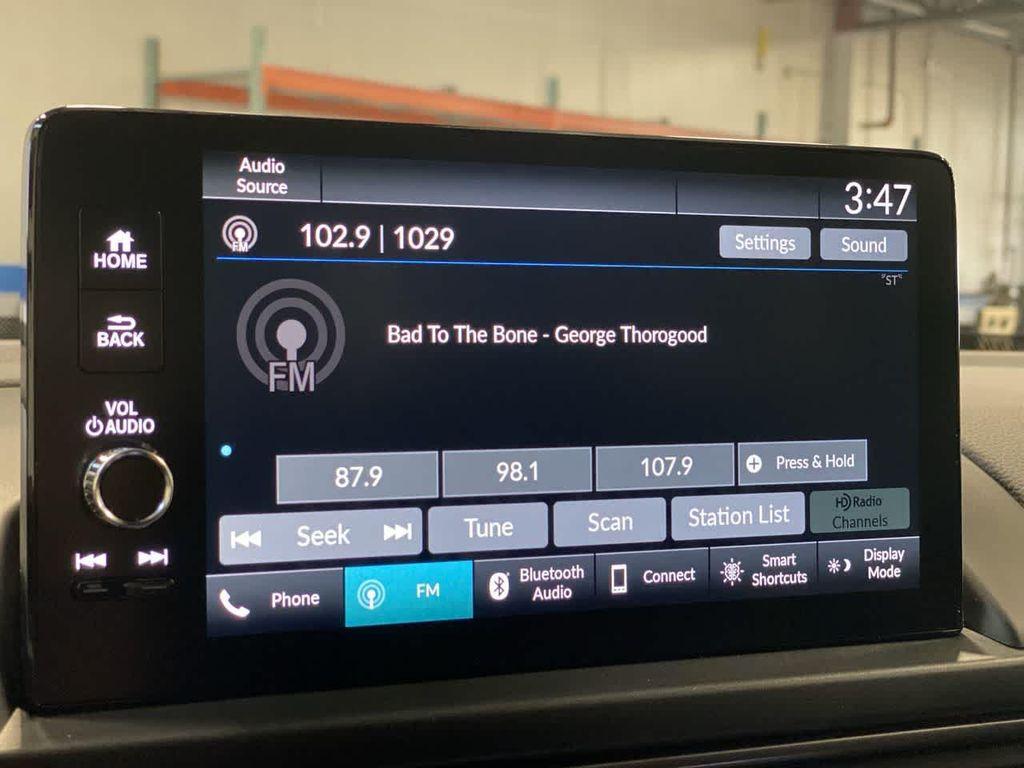 Audio
Source
3:47
HOME
FM
102.9 | 1029
Settings
Sound
"ST"
BACK
FM
Bad To The Bone - George Thorogood
VOL
AUDIO
87.9
98.1
107.9
Press & Hold
Seek
Tune
Scan
Station List
HD Radio
Channels
Phone
FM
Bluetooth
Audio
Connect
Smart
Shortcuts
Display
Mode